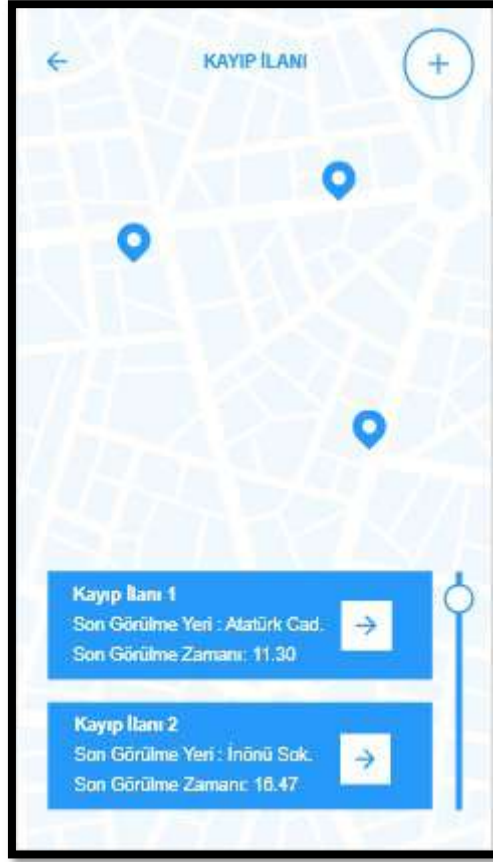 KAYIP İLANI
Kayıp İlanı 1
Son Görülme Yeri : Atatürk Cad.
Son Görülme Zamanı: 11.30
Kayıp İlanı 2
Son Görülme Yeri : İnönü Sok.
Son Görülme Zamanı: 16.47